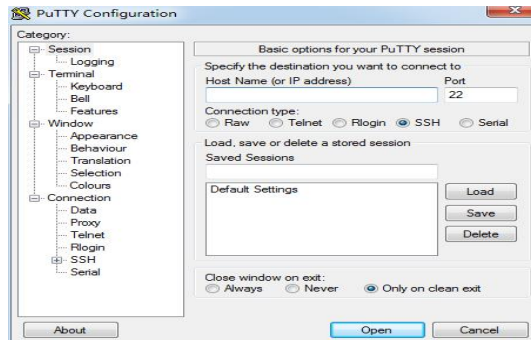 PuTTY Configuration
Category:
Session
Logging
Terminal
Keyboard
Bell
Features
Window
Appearance
Behaviour
Translation
Selection
Colours
Connection
Data
Proxy
Telnet
Rlogin
SSH
Serial
Basic options for your PuTTY session
Specify the destination you want to connect to
Host Name (or IP address) Port
22
Connection type:
Raw Telnet Rlogin SSH Serial
Load, save or delete a stored session
Saved Sessions
Default Settings
Load
Save
Delete
Close window on exit:
Always Never Only on clean exit
About Open Cancel